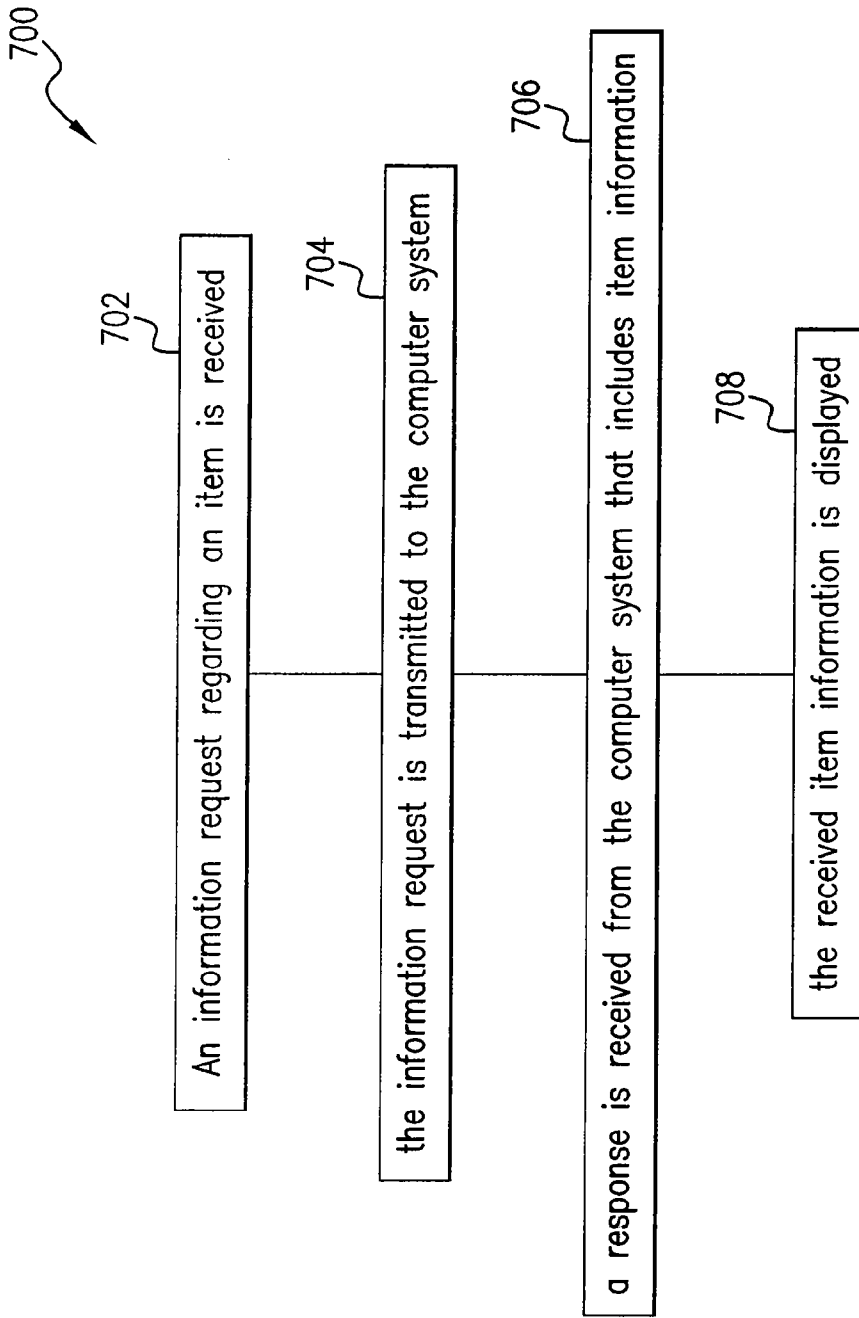 700
702
An information request regarding an item is received
704
the information request is transmitted to the computer system
706
a response is received from the computer system that includes item information
708
the received item information is displayed